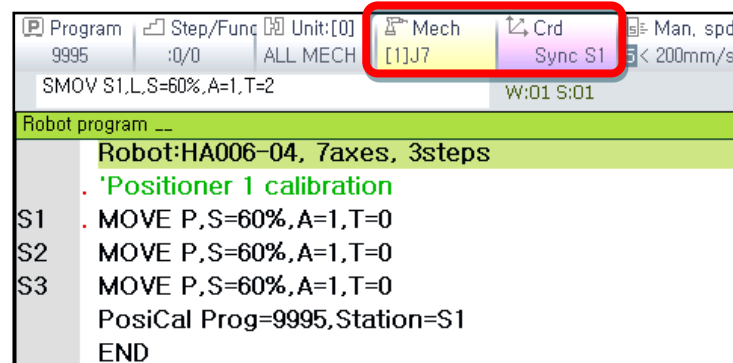 Program Step/Func Unit:[0] Mech Crd Man, spd
9995 :0/0 ALL MECH [1]J7 Sync S1 5< 200mm/s
SMOV S1,L,S=60%,A=1,T=2
W:01 S:01
Robot program __
Robot:HA006-04, 7axes, 3steps
. 'Positioner 1 calibration
S1 . MOVE P,S=60%,A=1,T=0
S2 MOVE P,S=60%,A=1,T=0
S3 MOVE P,S=60%,A=1,T=0
PosiCal Prog=9995,Station=S1
END